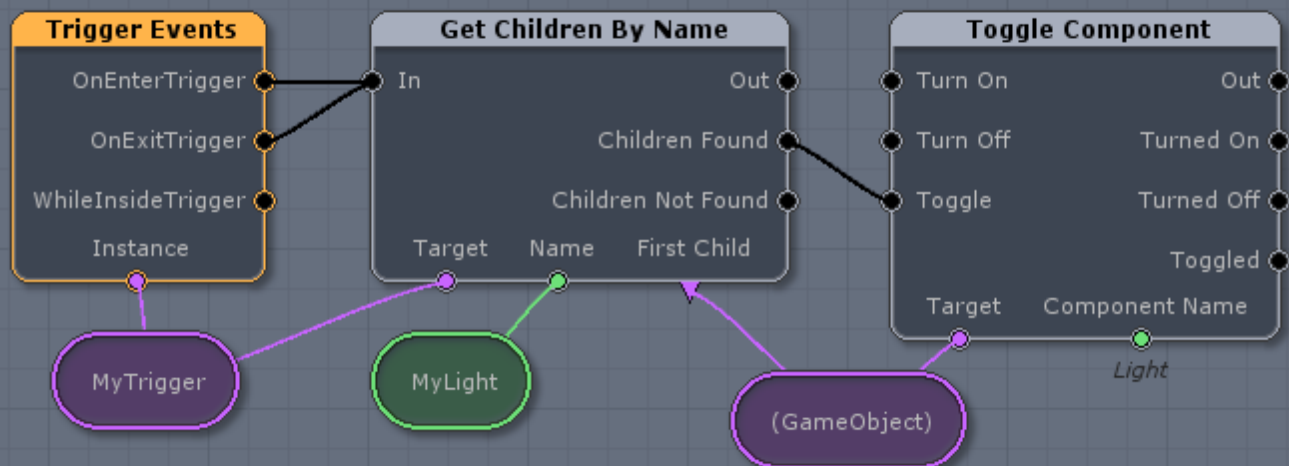 Trigger Events
OnEnterTrigger
OnExitTrigger
WhileInsideTrigger
Instance
Get Children By Name
In
Out
Children Found
Children Not Found
Target
Name
First Child
Toggle Component
Turn On
Out
Turn Off
Turned On
Toggle
Turned Off
Toggled
Target
Component Name
Light
MyTrigger
MyLight
(GameObject)